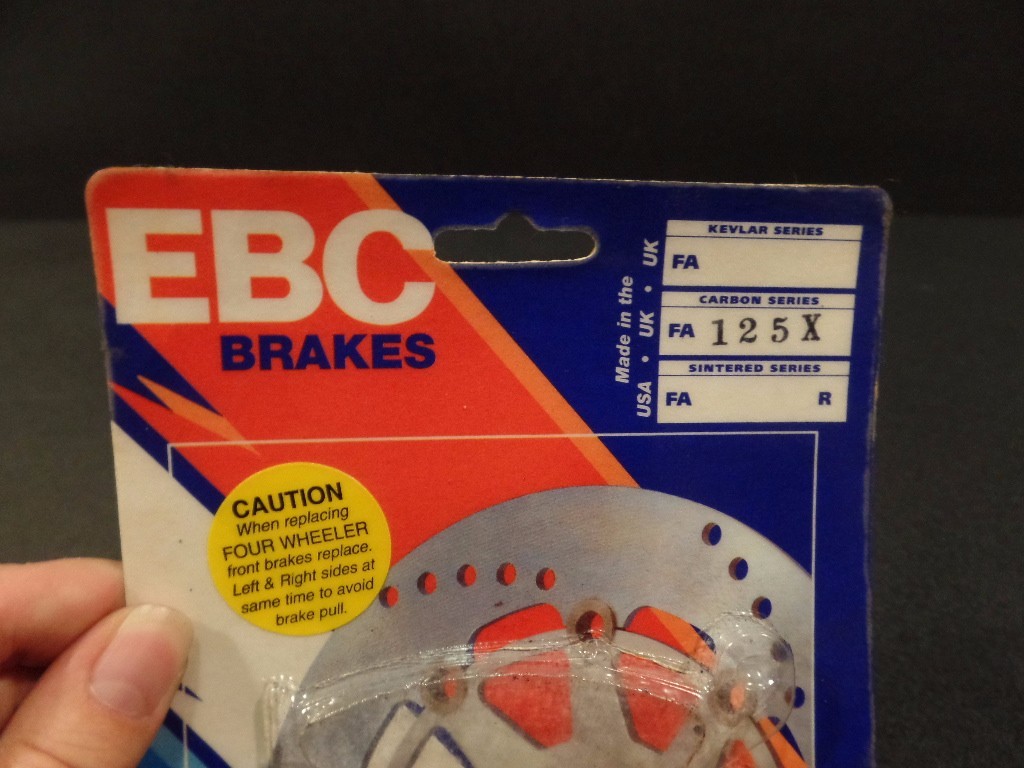 EBC
BRAKES
Made in the
USA • UK • UK
KEVLAR SERIES
FA
CARBON SERIES
FA 125X
SINTERED SERIES
FA R
CAUTION
When replacing
FOUR WHEELER
front brakes replace.
Left & Right sides at
same time to avoid
brake pull.